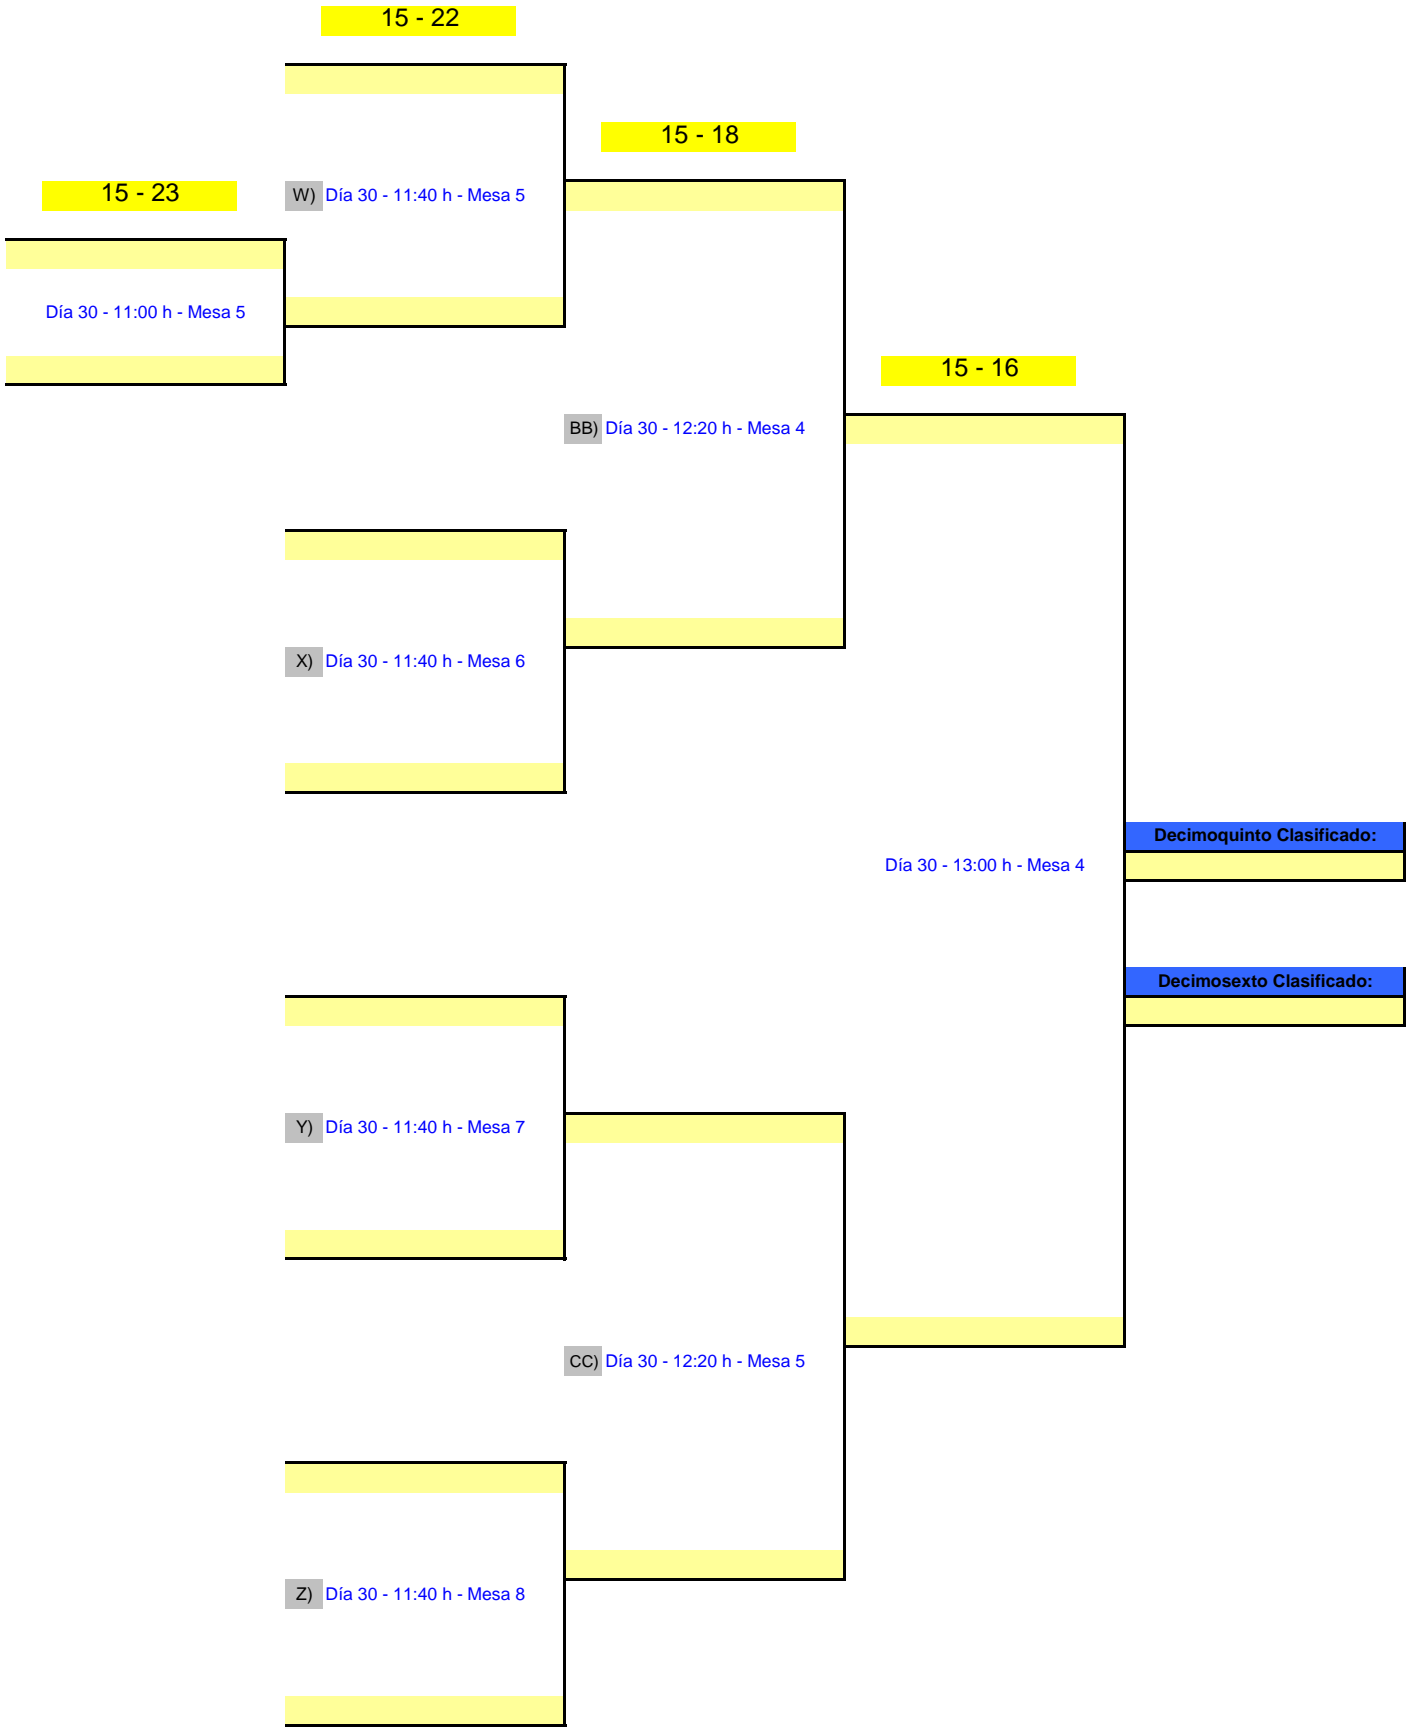 15 - 22
15 - 18
15 - 23
W) Día 30 - 11:40 h - Mesa 5
Día 30 - 11:00 h - Mesa 5
15 - 16
BB) Día 30 - 12:20 h - Mesa 4
X) Día 30 - 11:40 h - Mesa 6
Decimoquinto Clasificado:
Día 30 - 13:00 h - Mesa 4
Decimosexto Clasificado:
Y) Día 30 - 11:40 h - Mesa 7
CC) Día 30 - 12:20 h - Mesa 5
Z) Día 30 - 11:40 h - Mesa 8